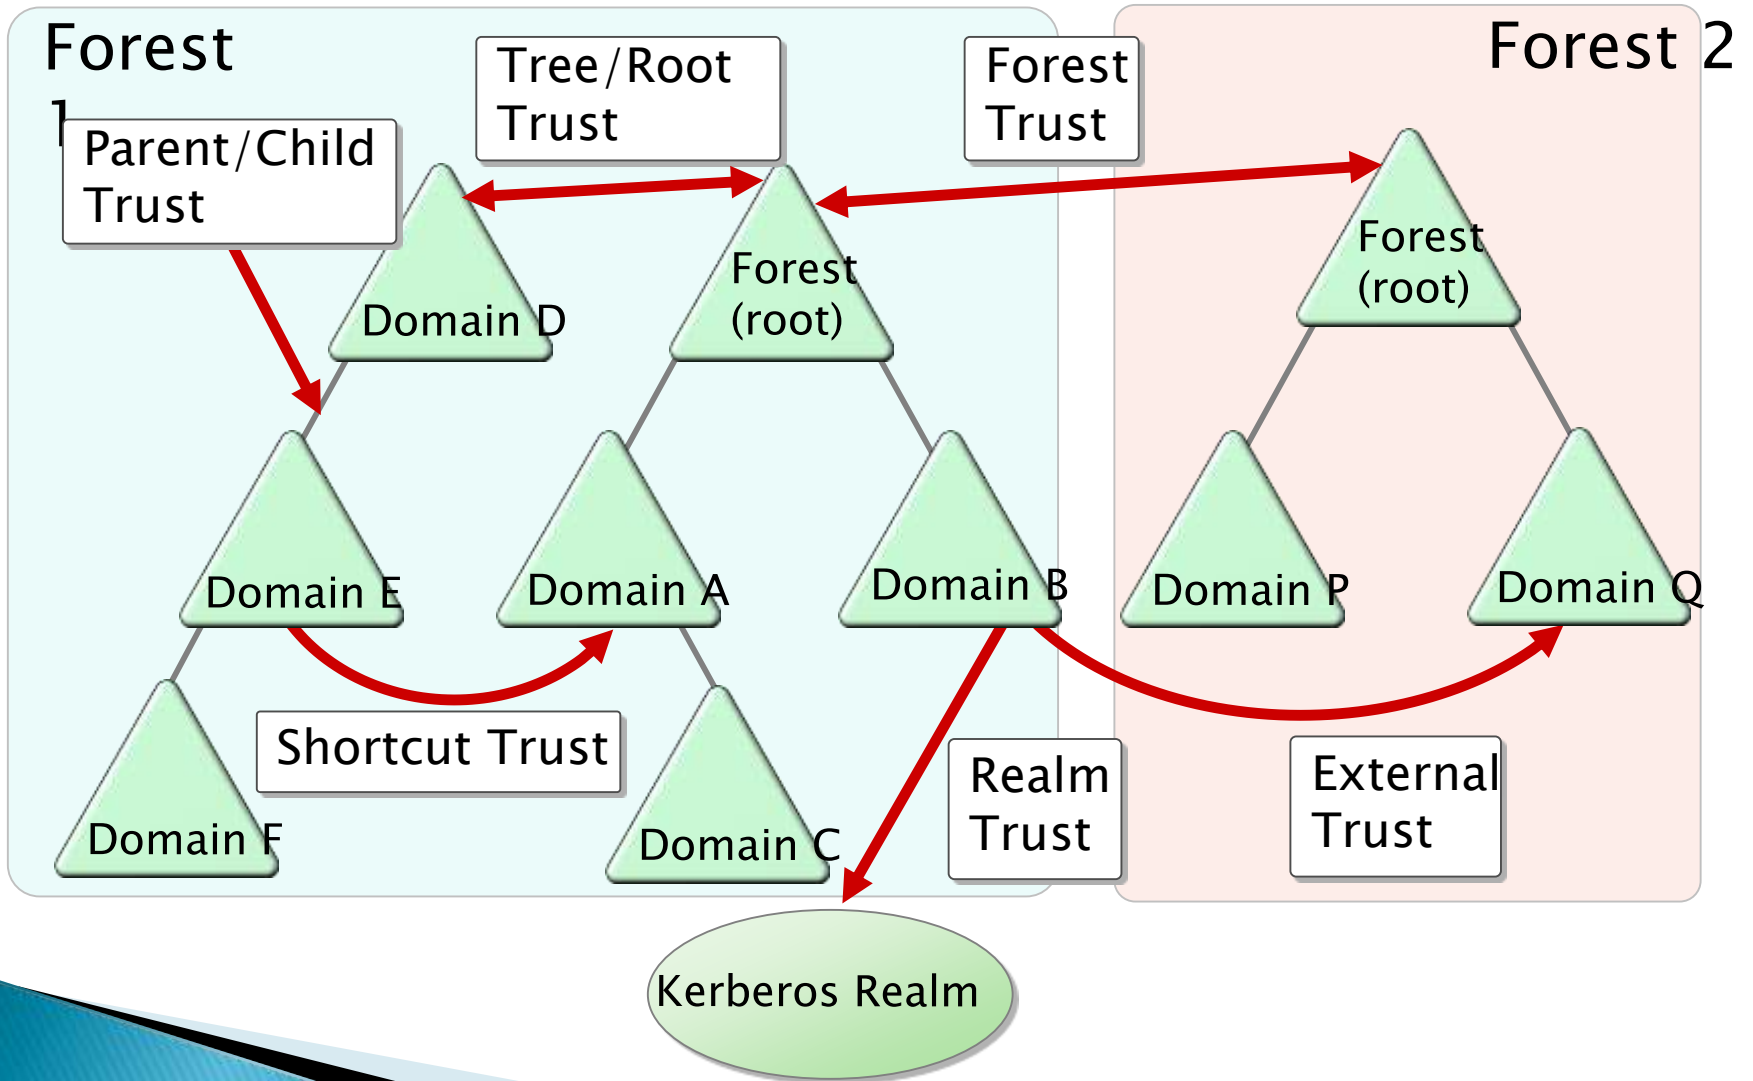 Forest
1
Forest 2
Tree/Root
Trust
Forest
Trust
Parent/Child
Trust
Domain D
Forest
(root)
Forest
(root)
Domain E
Domain A
Domain B
Domain P
Domain Q
Shortcut Trust
Realm
Trust
External
Trust
Domain F
Domain C
Kerberos Realm